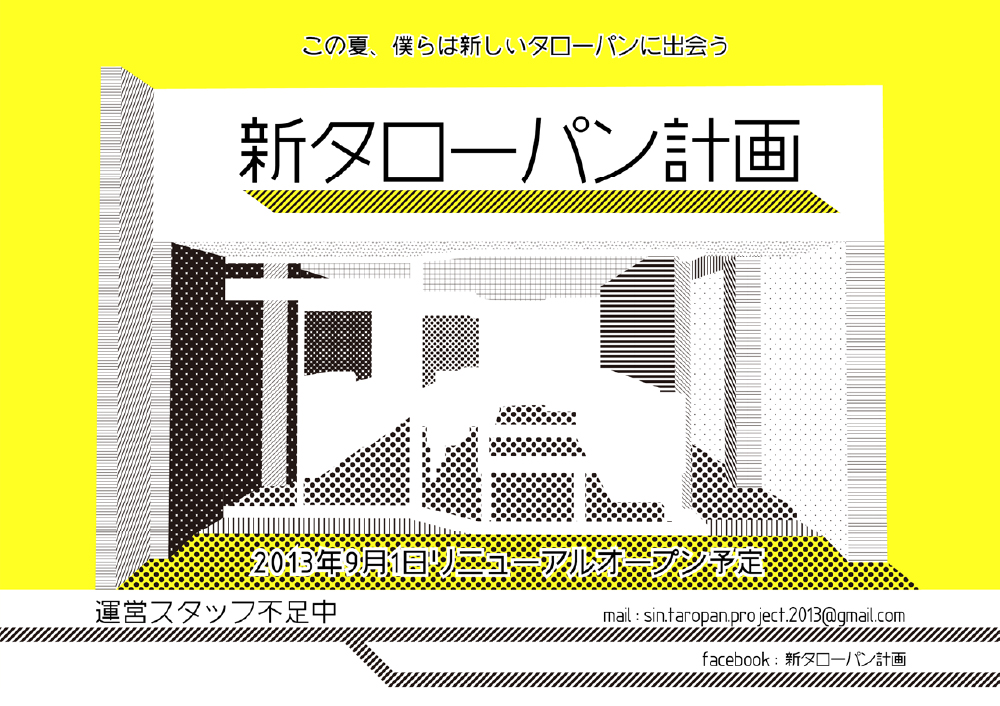 この夏、僕らは新しいタローパンに出会う
新タローパン計画
2013年9月1日リニューアルオープン予定
運営スタッフ不足中
mail : sin.taropan.project.2013@gmail.com
facebook : 新タローパン計画